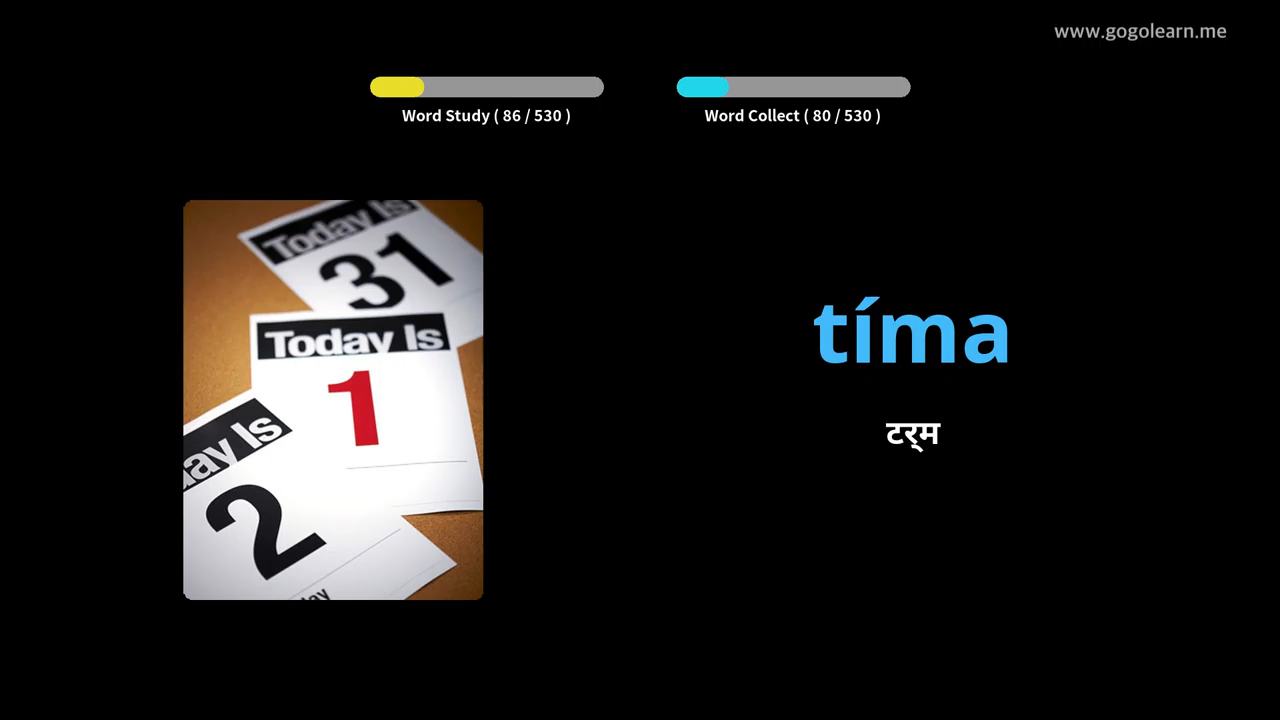 www.gogolearn.me
Word Study ( 86 / 530 )
Word Collect ( 80 / 530 )
Today Is
31
Today Is
1
ay Is
2
day
tíma
टर्‍म